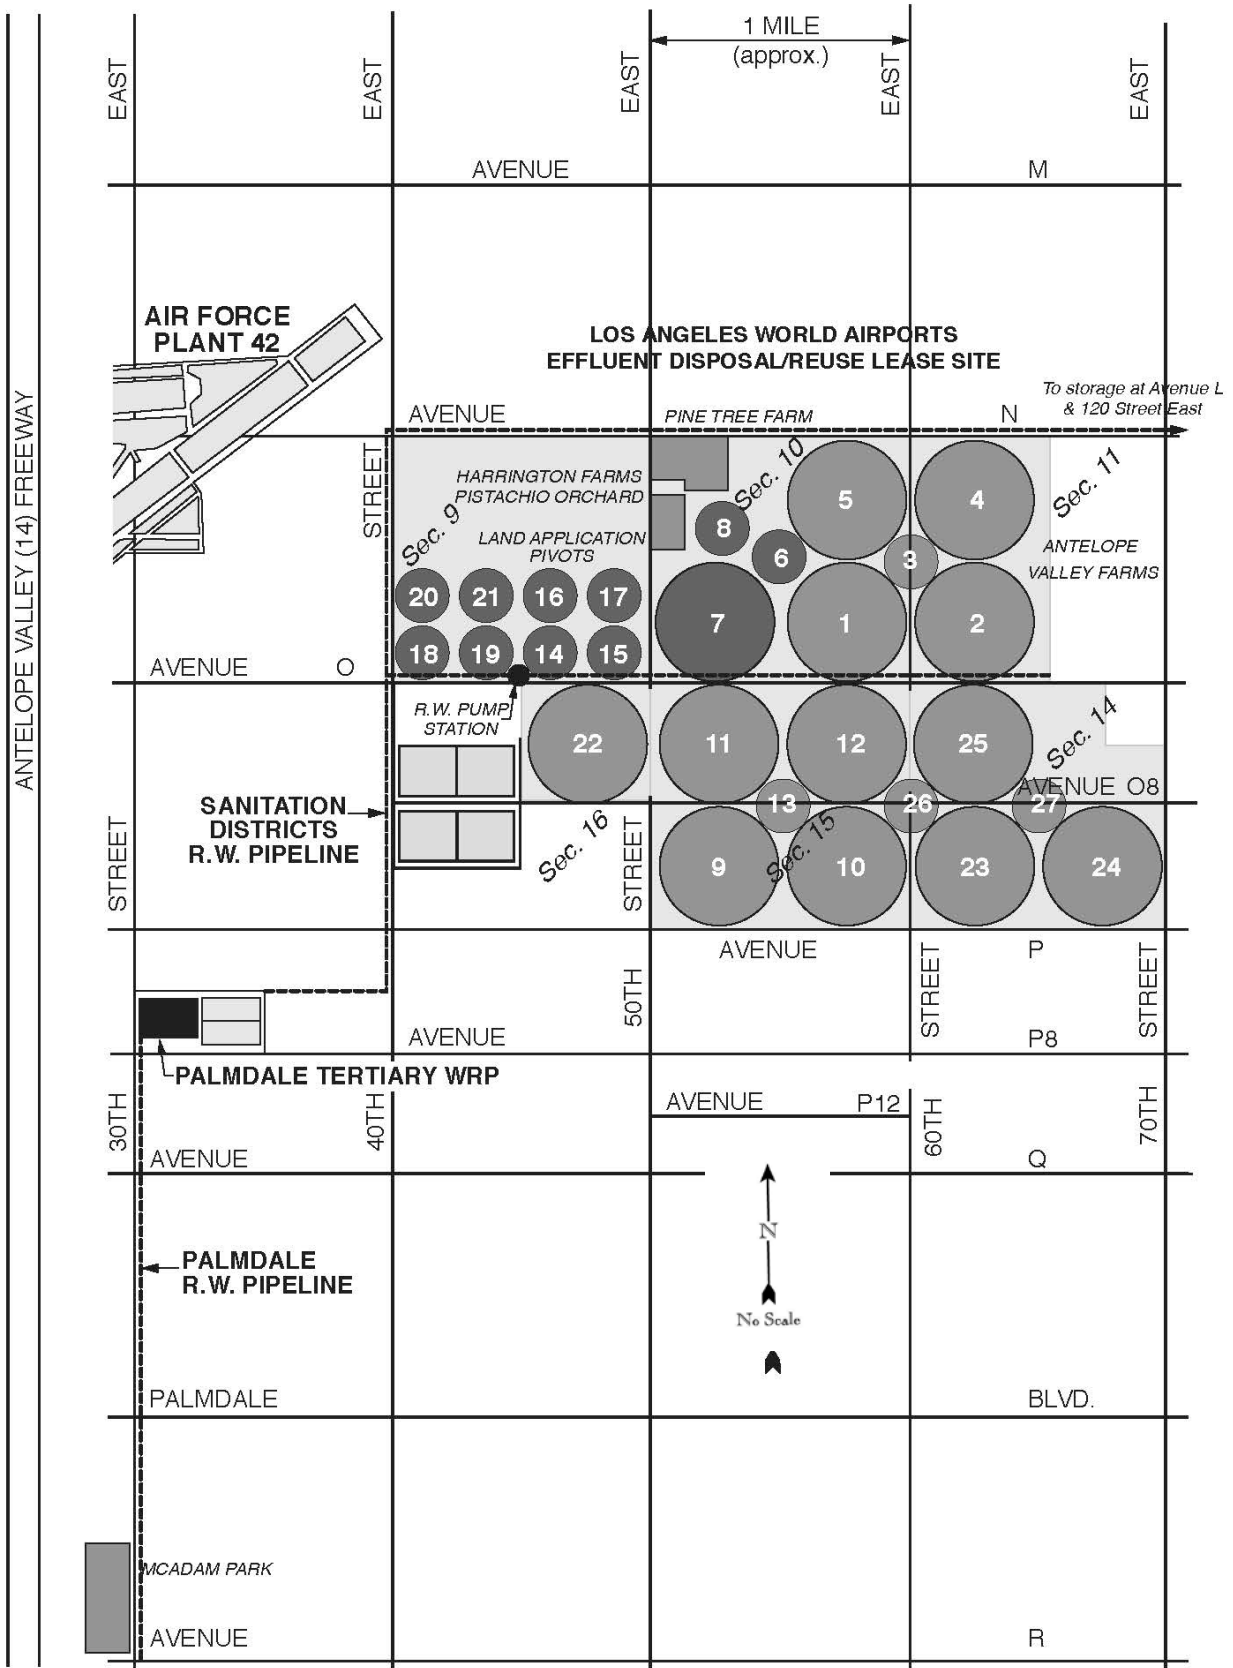 1 MILE
(approx.)
EAST
EAST
EAST
EAST
EAST
AVENUE M
AIR FORCE
PLANT 42
LOS ANGELES WORLD AIRPORTS
EFFLUENT DISPOSAL/REUSE LEASE SITE
To storage at Avenue L
& 120 Street East
AVENUE N
PINE TREE FARM
ANTELOPE VALLEY (14) FREEWAY
STREET
HARRINGTON FARMS
PISTACHIO ORCHARD
Sec. 9
Sec. 10
Sec. 11
5
4
8
6
3
LAND APPLICATION
PIVOTS
ANTELOPE
VALLEY FARMS
20
21
16
17
7
1
2
18
19
14
15
AVENUE O
R.W. PUMP
STATION
22
11
12
25
Sec. 14
AVENUE O8
SANITATION
DISTRICTS
R.W. PIPELINE
13
26
27
Sec. 16
Sec. 15
STREET
STREET
9
10
23
24
AVENUE P
STREET
STREET
50TH
AVENUE P8
PALMDALE TERTIARY WRP
30TH
40TH
AVENUE P12
60TH
70TH
AVENUE Q
N
No Scale
PALMDALE
R.W. PIPELINE
PALMDALE BLVD.
MCADAM PARK
AVENUE R